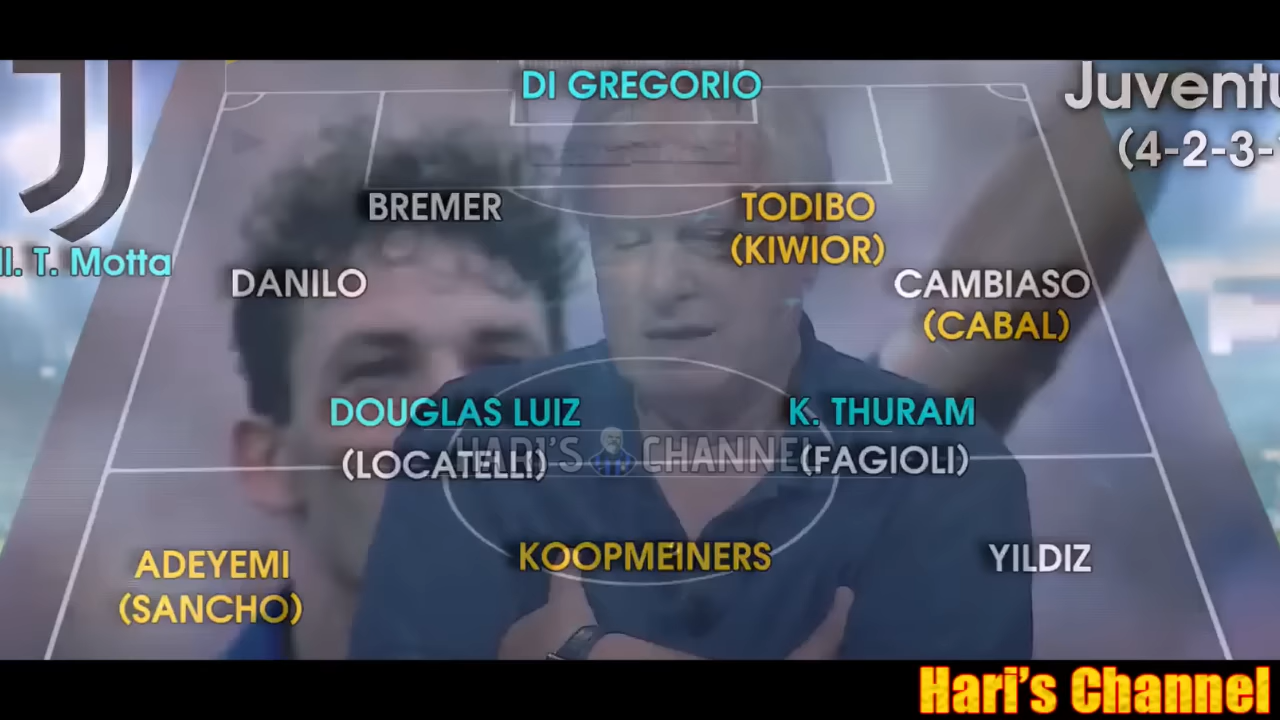 DI GREGORIO
Juventu
(4-2-3-
BREMER
TODIBO
(KIWIOR)
ll. T. Motta
DANILO
CAMBIASO
(CABAL)
DOUGLAS LUIZ
K. THURAM
HARI'S CHANNEL
(LOCATELLI)
(FAGIOLI)
ADEYEMI
(SANCHO)
KOOPMEINERS
YILDIZ
Hari's Channel